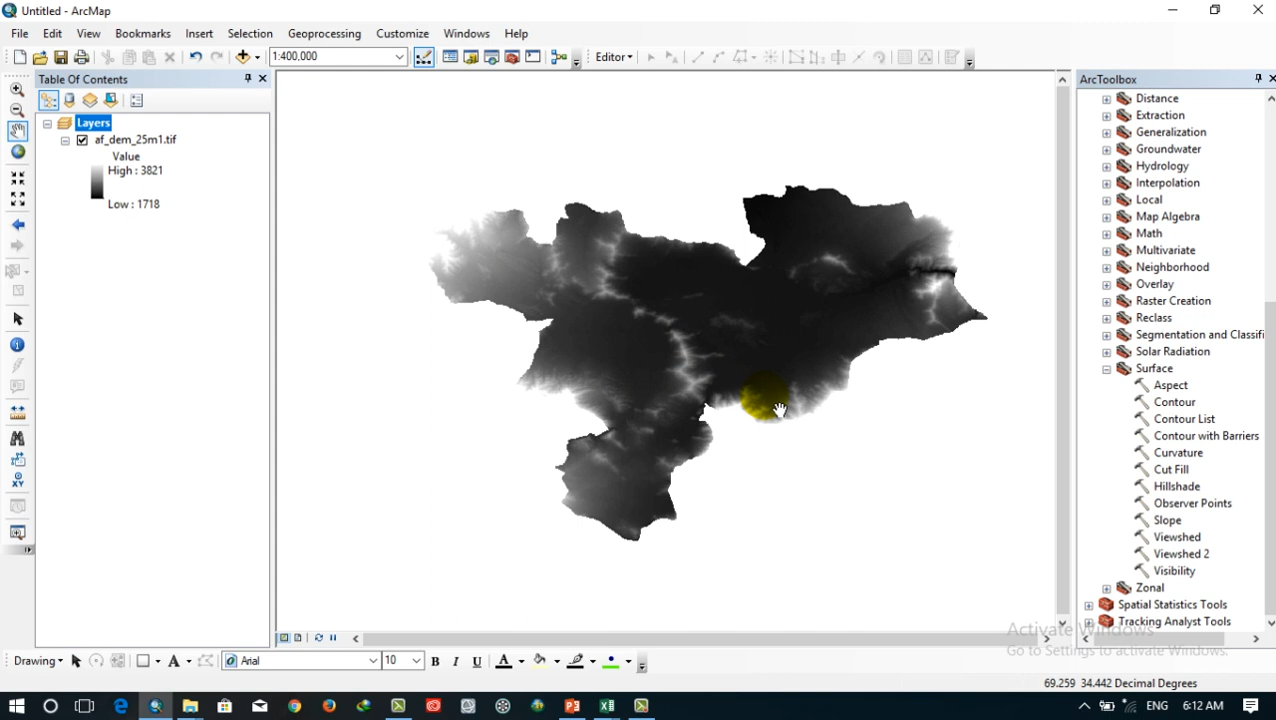 Untitled - ArcMap
File Edit View Bookmarks Insert Selection Geoprocessing Customize Windows Help
1:400,000
Editor
Table Of Contents
Layers
af_dem_25m1.tif
Value
High : 3821
Low : 1718
ArcToolbox
Distance
Extraction
Generalization
Groundwater
Hydrology
Interpolation
Local
Map Algebra
Math
Multivariate
Neighborhood
Overlay
Raster Creation
Reclass
Segmentation and Classifi
Solar Radiation
Surface
Aspect
Contour
Contour List
Contour with Barriers
Curvature
Cut Fill
Hillshade
Observer Points
Slope
Viewshed
Viewshed 2
Visibility
Zonal
Spatial Statistics Tools
Tracking Analyst Tools
Activate Windows
Go to Settings to activate Windows.
Drawing A Arial 10 B I U A
69.259 34.442 Decimal Degrees
ENG 6:12 AM